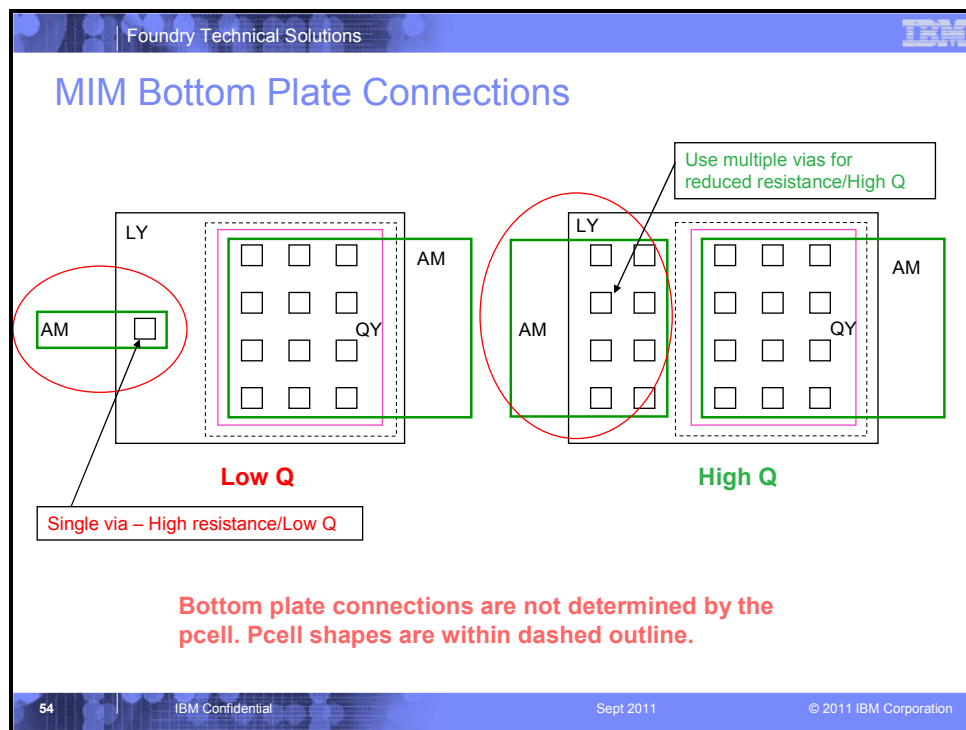 Foundry Technical Solutions
IBM
MIM Bottom Plate Connections
Use multiple vias for
reduced resistance/High Q
LY
AM
AM
QY
LY
AM
AM
QY
Low Q
High Q
Single via – High resistance/Low Q
Bottom plate connections are not determined by the
pcell. Pcell shapes are within dashed outline.
54
IBM Confidential
Sept 2011
© 2011 IBM Corporation